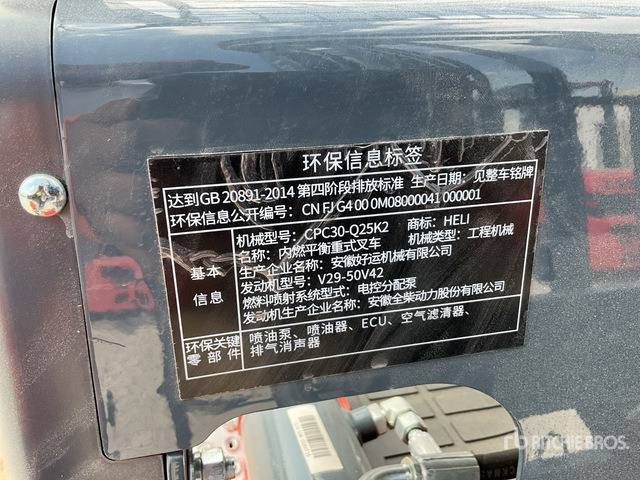 环保信息标签
达到GB 20891-2014 第四阶段排放标准 生产日期：见整车铭牌
环保信息公开编号：CN FJ G4 00 0M08000041 000001
基本信息
机械型号：CPC30-Q25K2 商标：HELI
名称：内燃平衡重式叉车 机械类型：工程机械
生产企业名称：安徽好运机械有限公司
发动机型号：V29-50V42
燃料喷射系统型式：电控分配泵
发动机生产企业名称：安徽全柴动力股份有限公司
环保关键零部件
喷油泵、喷油器、ECU、空气滤清器、
排气消声器
RITCHIE BROS.